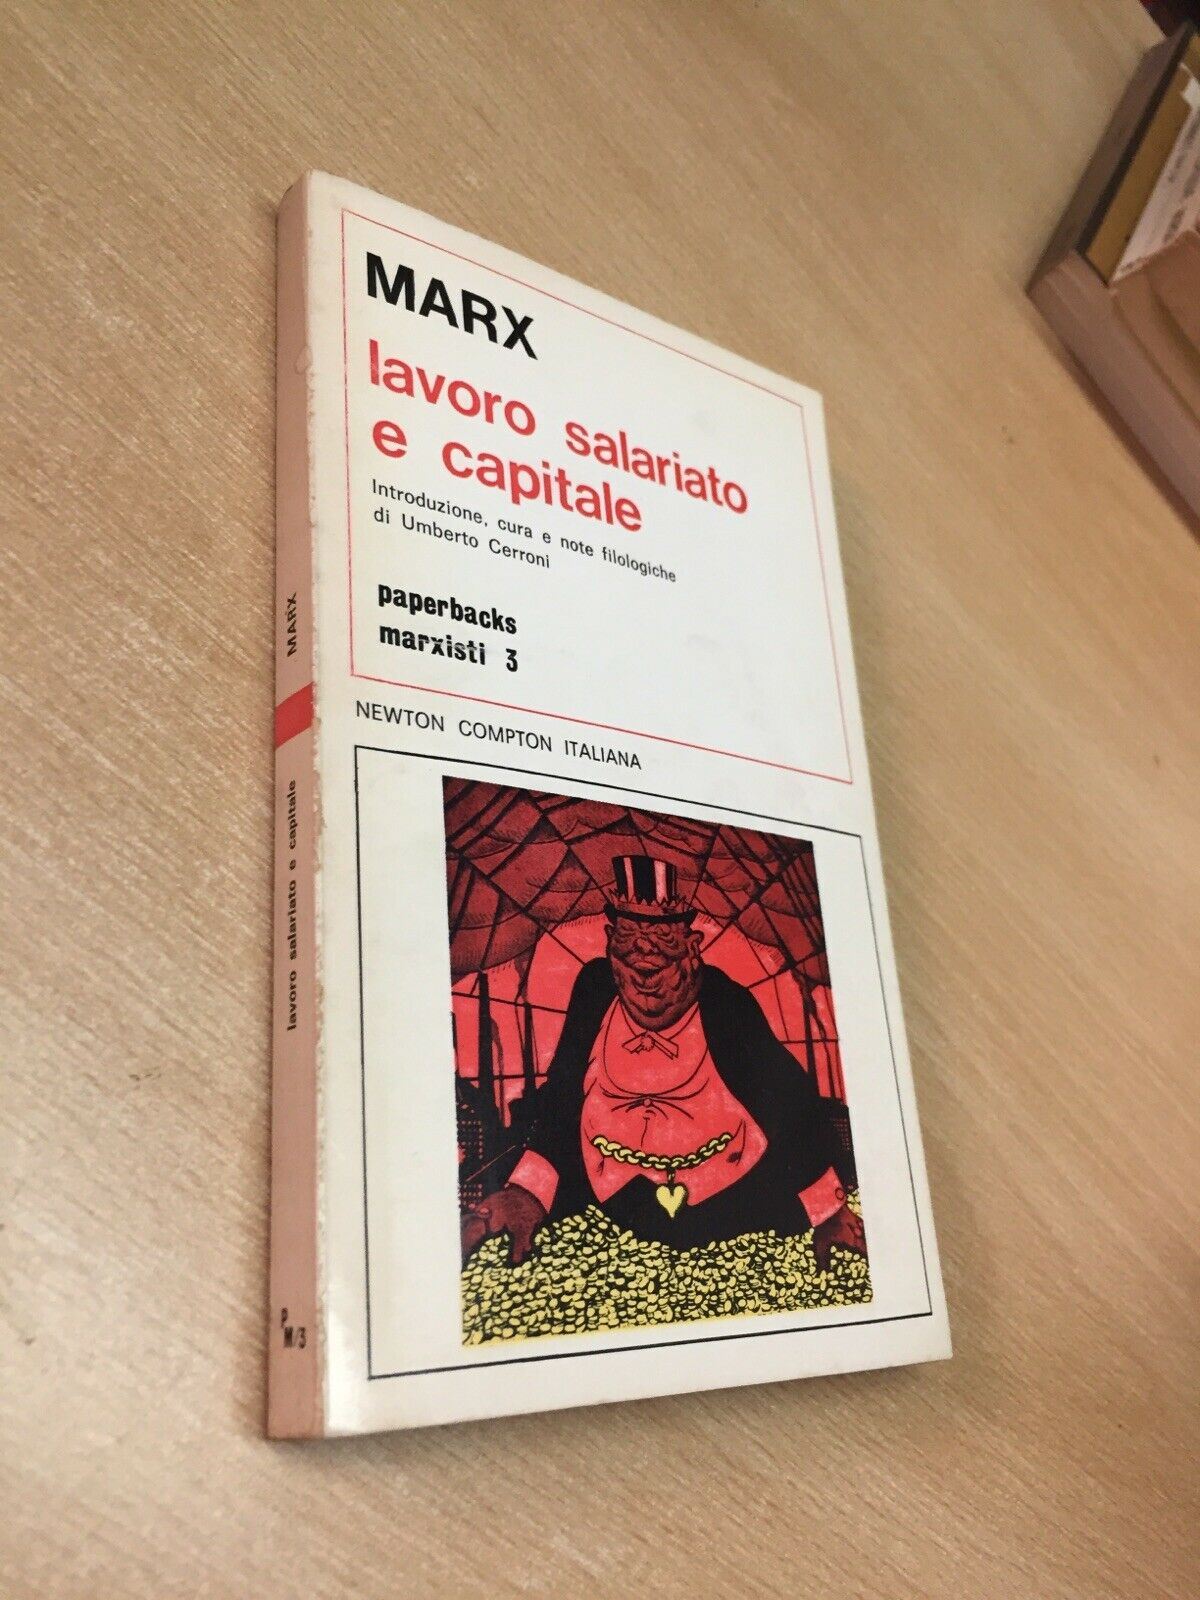 MARX
lavoro salariato
e capitale
Introduzione, cura e note filologiche
di Umberto Cerroni
paperbacks
marxisti 3
NEWTON COMPTON ITALIANA
MARX
lavoro salariato e capitale
P
M/3